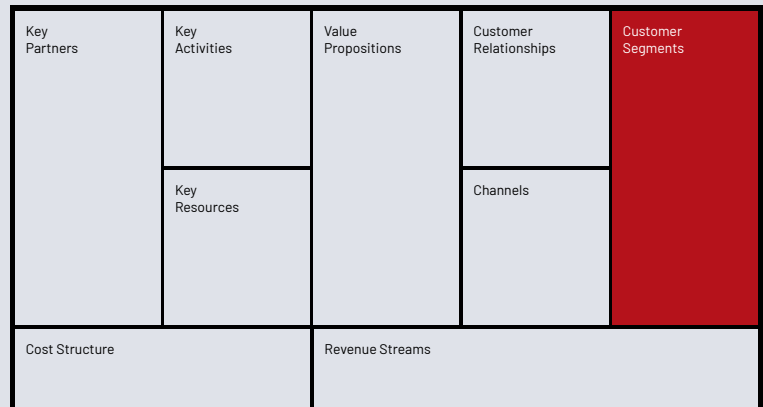 Key
Partners
Key
Activities
Value
Propositions
Customer
Relationships
Customer
Segments
Key
Resources
Channels
Cost Structure
Revenue Streams